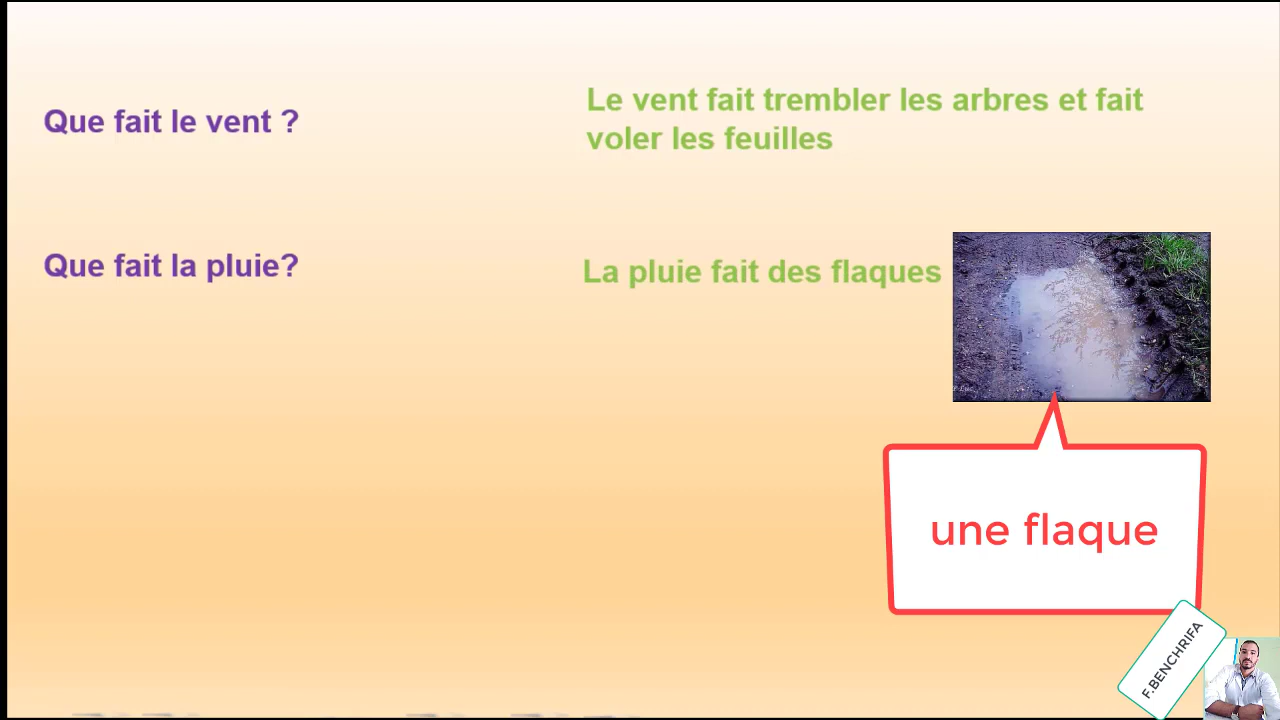 Que fait le vent ?
Le vent fait trembler les arbres et fait
voler les feuilles
Que fait la pluie?
La pluie fait des flaques
une flaque
F.BENCHRIFA